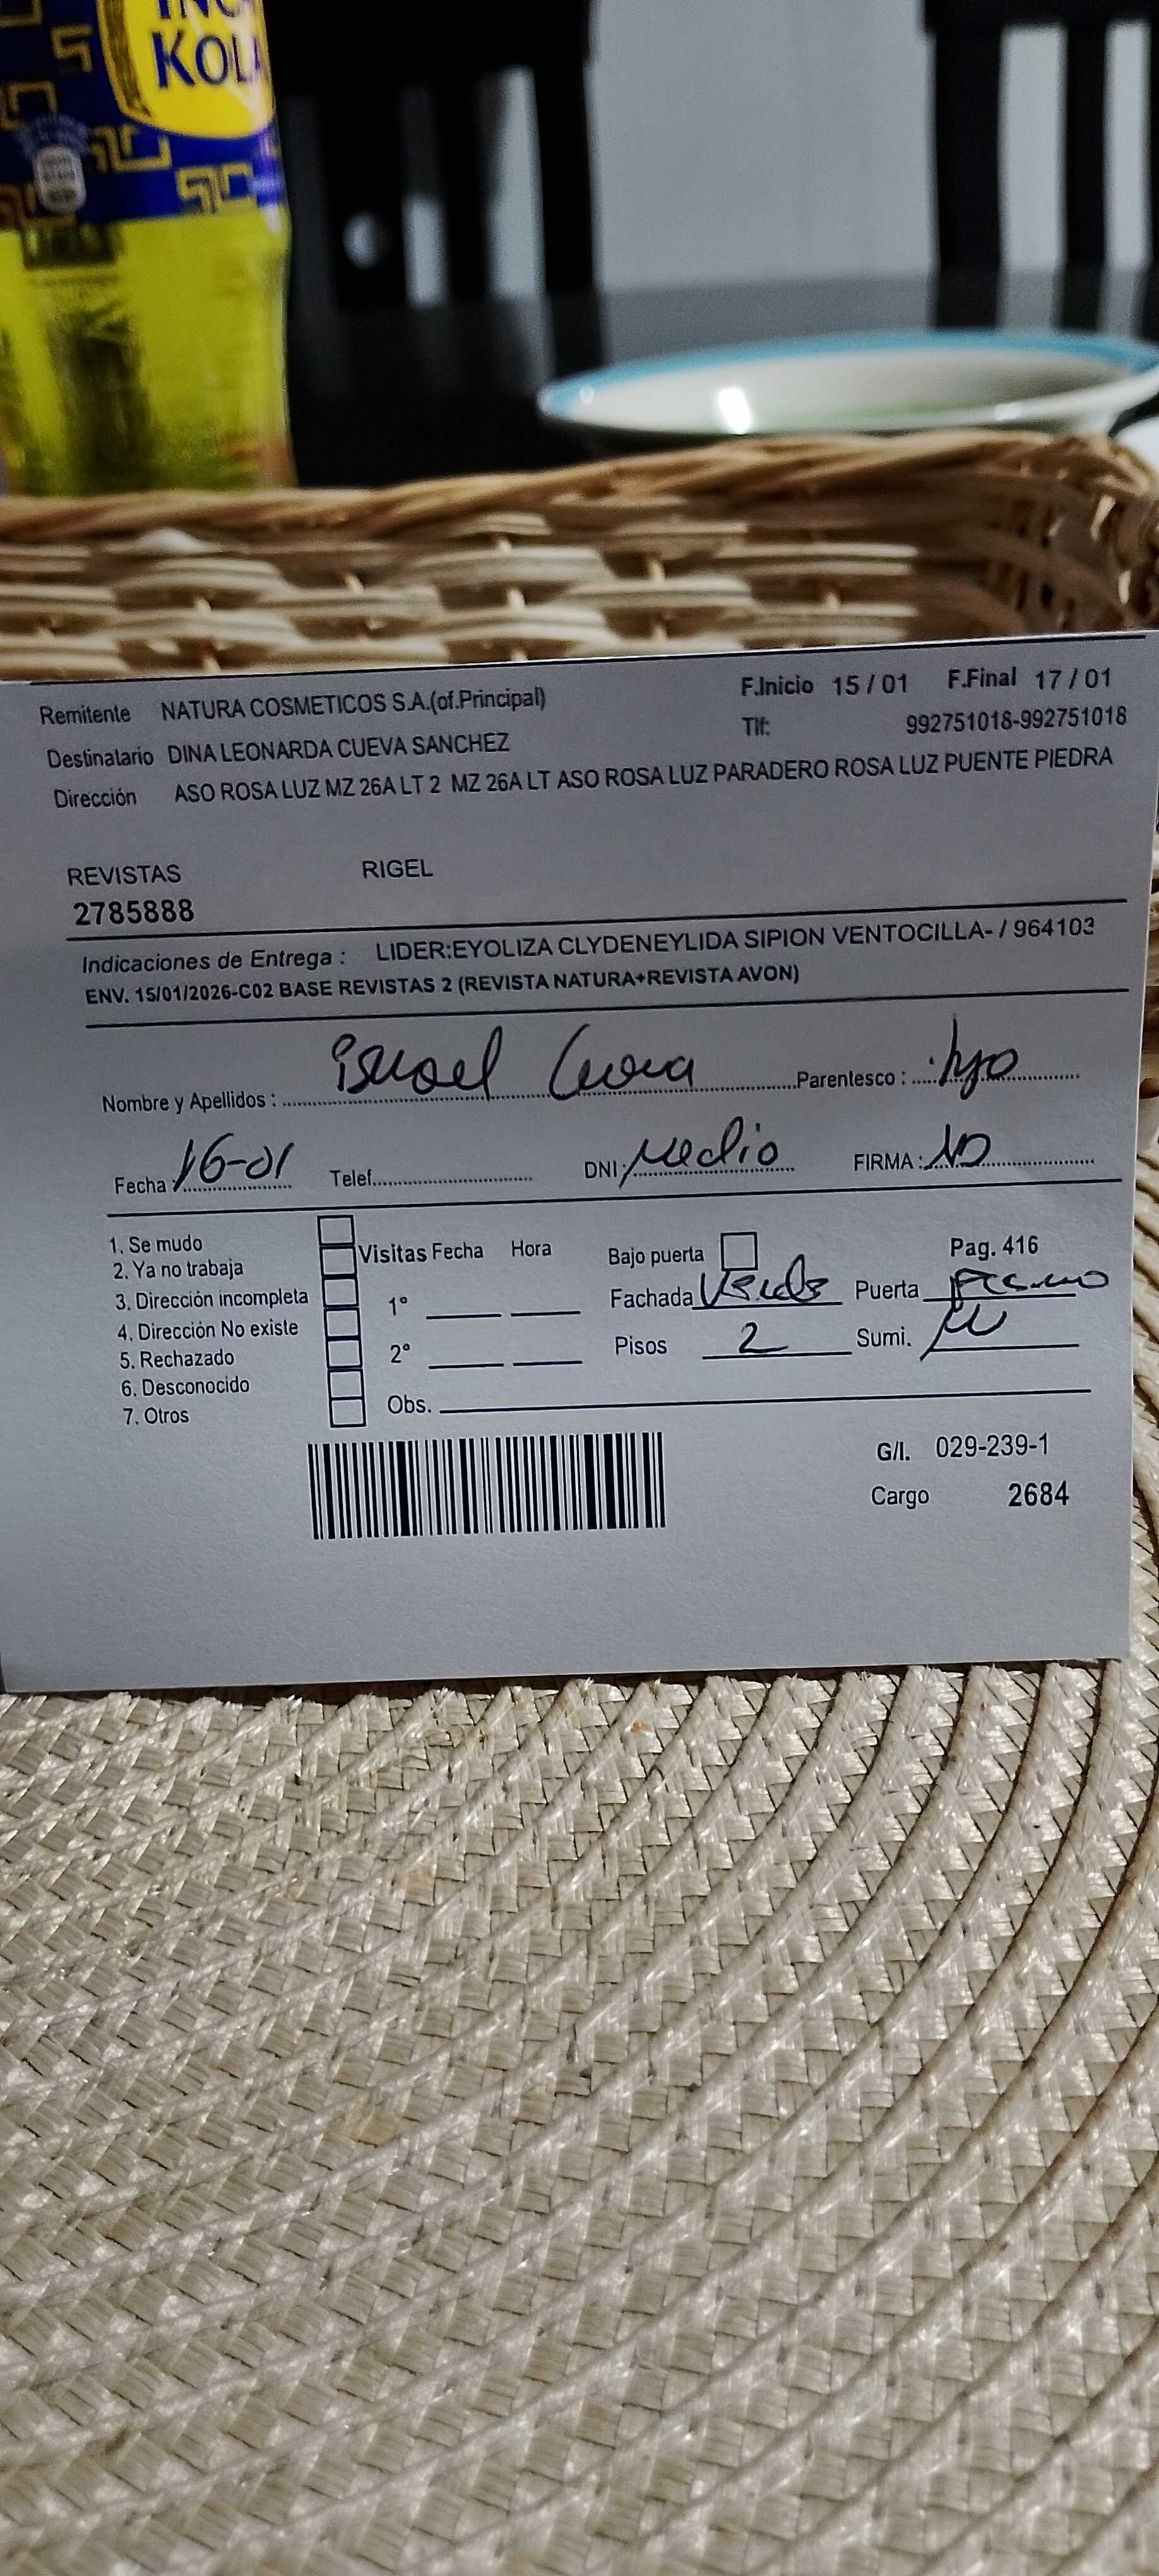 INCA
KOLA
Remitente NATURA COSMETICOS S.A.(of.Principal) F.Inicio 15 / 01 F.Final 17 / 01
Tlf: 992751018-992751018
Destinalario DINA LEONARDA CUEVA SANCHEZ
Dirección ASO ROSA LUZ MZ 26A LT 2 MZ 26A LT ASO ROSA LUZ PARADERO ROSA LUZ PUENTE PIEDRA
REVISTAS RIGEL
2785888
Indicaciones de Entrega : LIDER:EYOLIZA CLYDENEYLIDA SIPION VENTOCILLA- / 964103
ENV. 15/01/2026-C02 BASE REVISTAS 2 (REVISTA NATURA+REVISTA AVON)
Nombre y Apellidos : Cueva Parentesco : hijo
Fecha : 16-01 Telef. DNI: FIRMA :
1. Se mudo
2. Ya no trabaja
3. Dirección incompleta
4. Dirección No existe
5. Rechazado
6. Desconocido
7. Otros
Visitas Fecha Hora
1°
2°
Obs.
Bajo puerta Pag. 416
Fachada Verde Puerta
Pisos 2 Sumi.
G/I. 029-239-1
Cargo 2684